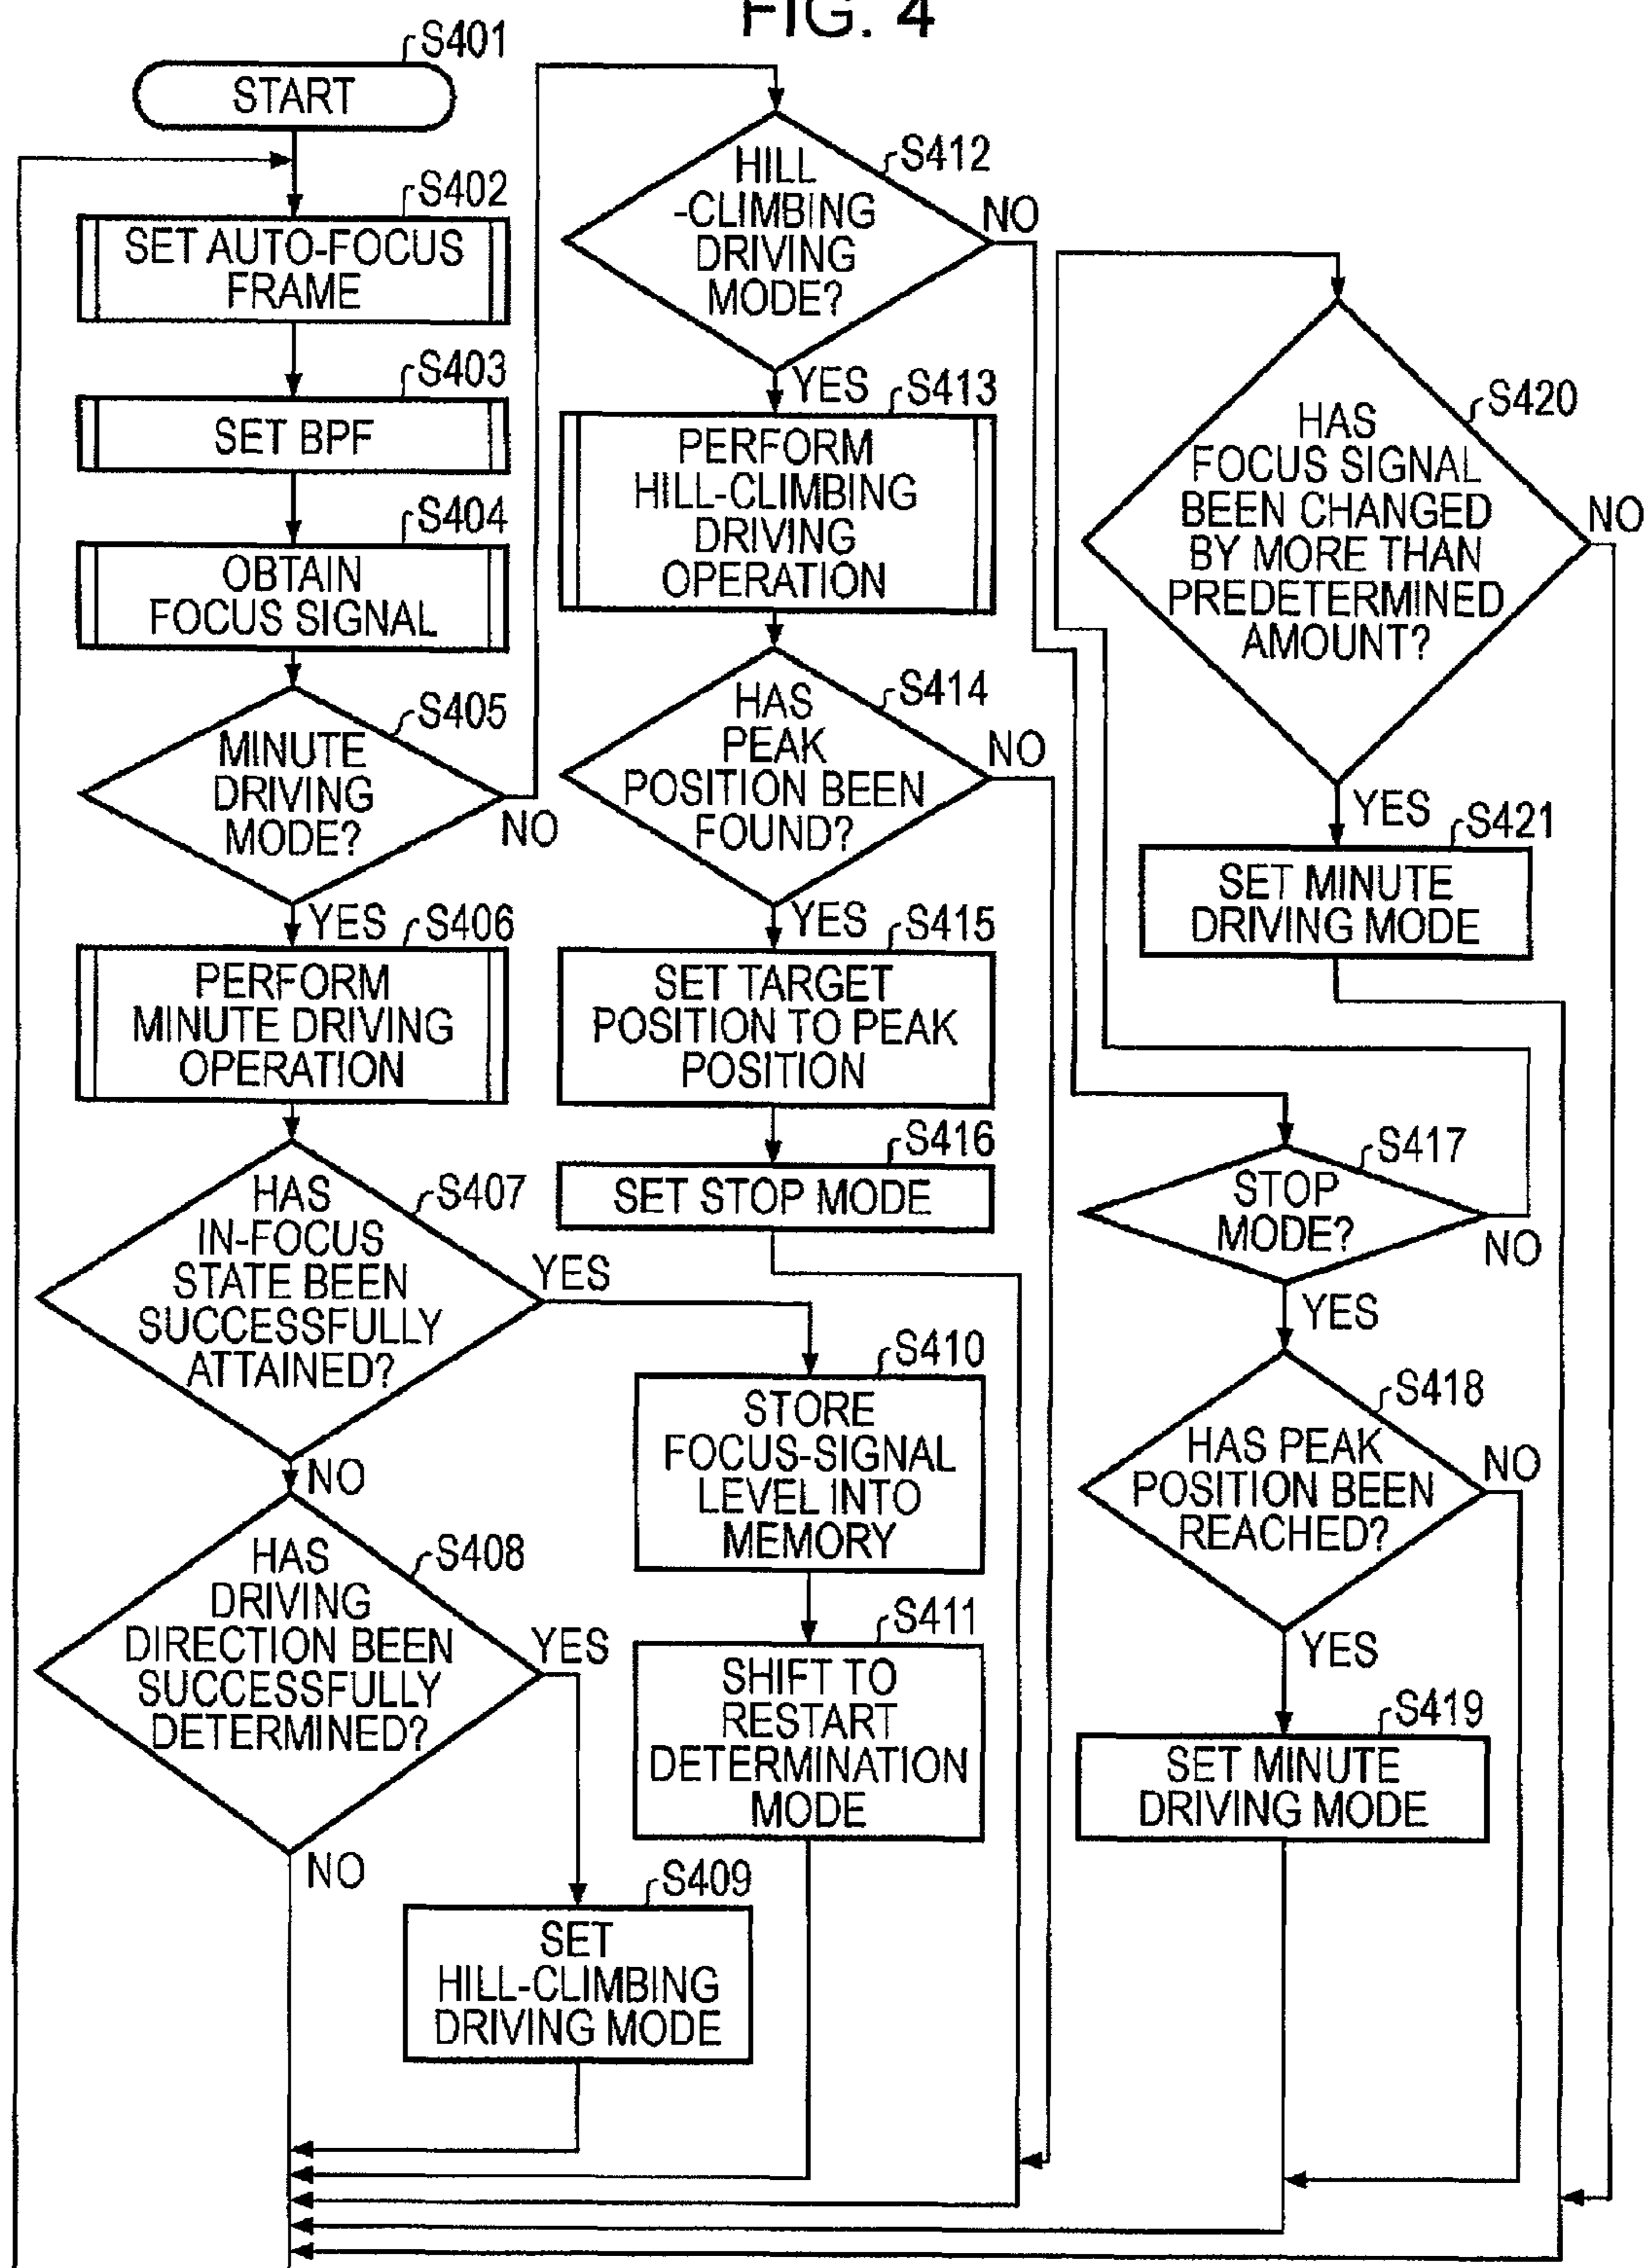 FIG. 4
S401
START
S402
SET AUTO-FOCUS
FRAME
S403
SET BPF
S404
OBTAIN
FOCUS SIGNAL
S405
MINUTE
DRIVING
MODE?
NO
YES
S406
PERFORM
MINUTE DRIVING
OPERATION
S407
HAS
IN-FOCUS
STATE BEEN
SUCCESSFULLY
ATTAINED?
YES
NO
S408
HAS
DRIVING
DIRECTION BEEN
SUCCESSFULLY
DETERMINED?
YES
NO
S409
SET
HILL-CLIMBING
DRIVING MODE
S410
STORE
FOCUS-SIGNAL
LEVEL INTO
MEMORY
S411
SHIFT TO
RESTART
DETERMINATION
MODE
S412
HILL
-CLIMBING
DRIVING
MODE?
NO
YES
S413
PERFORM
HILL-CLIMBING
DRIVING
OPERATION
S414
HAS
PEAK
POSITION BEEN
FOUND?
NO
YES
S415
SET TARGET
POSITION TO PEAK
POSITION
S416
SET STOP MODE
S417
STOP
MODE?
NO
YES
S418
HAS PEAK
POSITION BEEN
REACHED?
NO
YES
S419
SET MINUTE
DRIVING MODE
S420
HAS
FOCUS SIGNAL
BEEN CHANGED
BY MORE THAN
PREDETERMINED
AMOUNT?
NO
YES
S421
SET MINUTE
DRIVING MODE